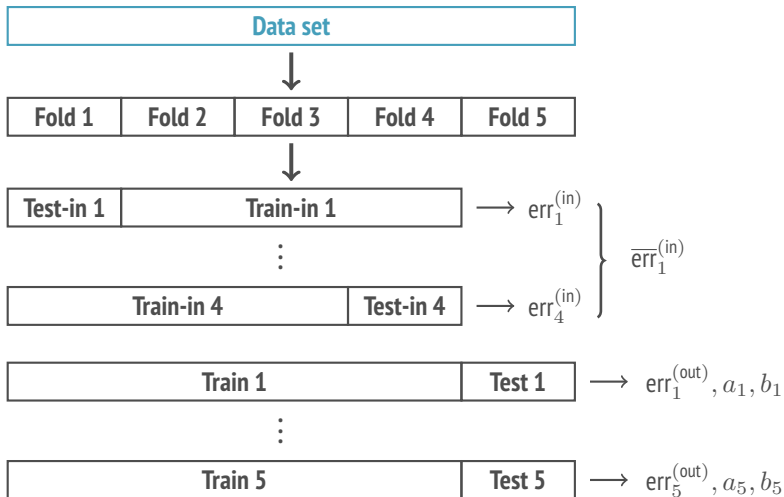 Data set
Fold 1 Fold 2 Fold 3 Fold 4 Fold 5
Test-in 1 Train-in 1 → err₁⁽ⁱⁿ⁾
⋮ e̅r̅r̅₁⁽ⁱⁿ⁾
Train-in 4 Test-in 4 → err₄⁽ⁱⁿ⁾
Train 1 Test 1 → err₁⁽ᵒᵘᵗ⁾, a₁, b₁
⋮
Train 5 Test 5 → err₅⁽ᵒᵘᵗ⁾, a₅, b₅